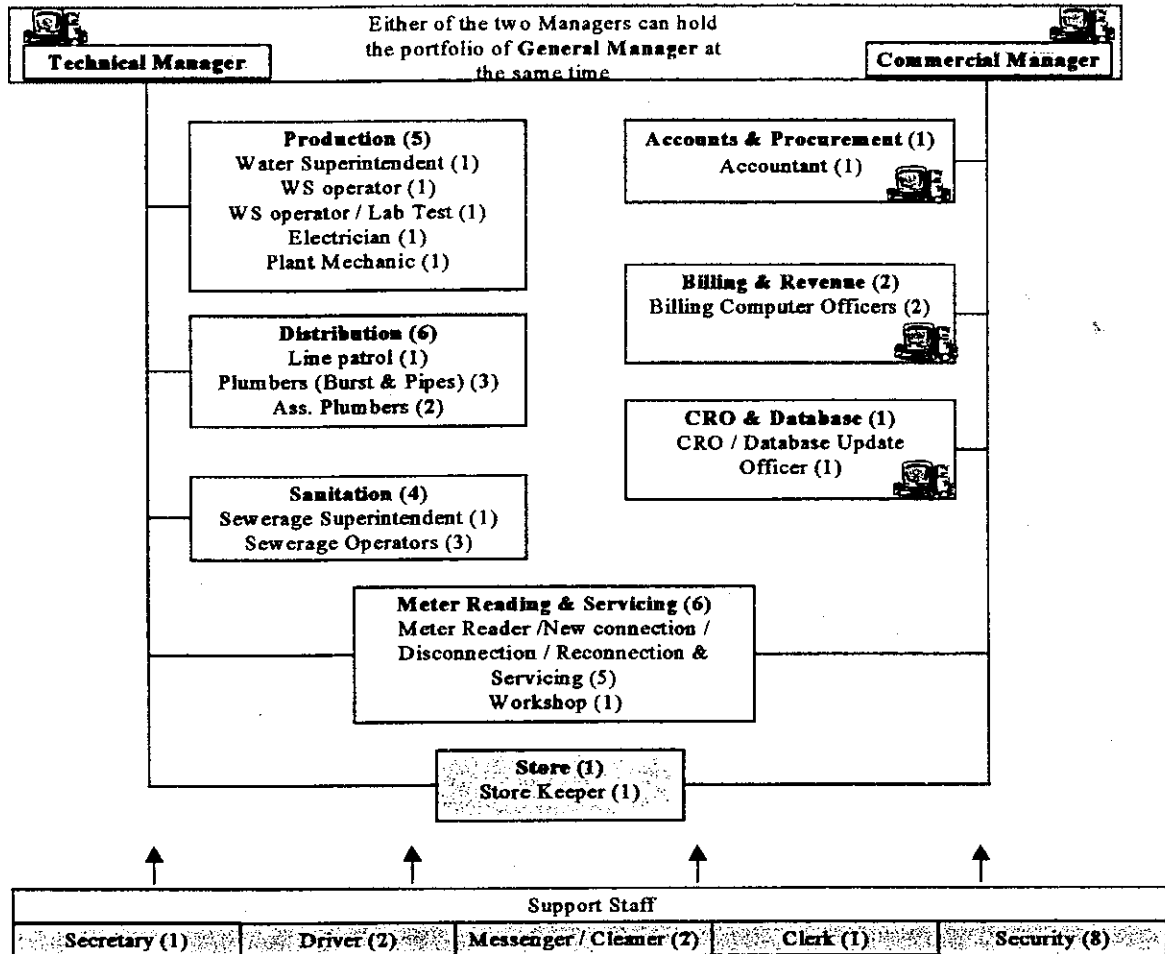 Either of the two Managers can hold
the portfolio of General Manager at
the same time
Technical Manager
Commercial Manager
Production (5)
Water Superintendent (1)
WS operator (1)
WS operator / Lab Test (1)
Electrician (1)
Plant Mechanic (1)
Accounts & Procurement (1)
Accountant (1)
Billing & Revenue (2)
Billing Computer Officers (2)
Distribution (6)
Line patrol (1)
Plumbers (Burst & Pipes) (3)
Ass. Plumbers (2)
CRO & Database (1)
CRO / Database Update
Officer (1)
Sanitation (4)
Sewerage Superintendent (1)
Sewerage Operators (3)
Meter Reading & Servicing (6)
Meter Reader /New connection /
Disconnection / Reconnection &
Servicing (5)
Workshop (1)
Store (1)
Store Keeper (1)
Support Staff
Secretary (1)
Driver (2)
Messenger / Cleaner (2)
Clerk (1)
Security (8)